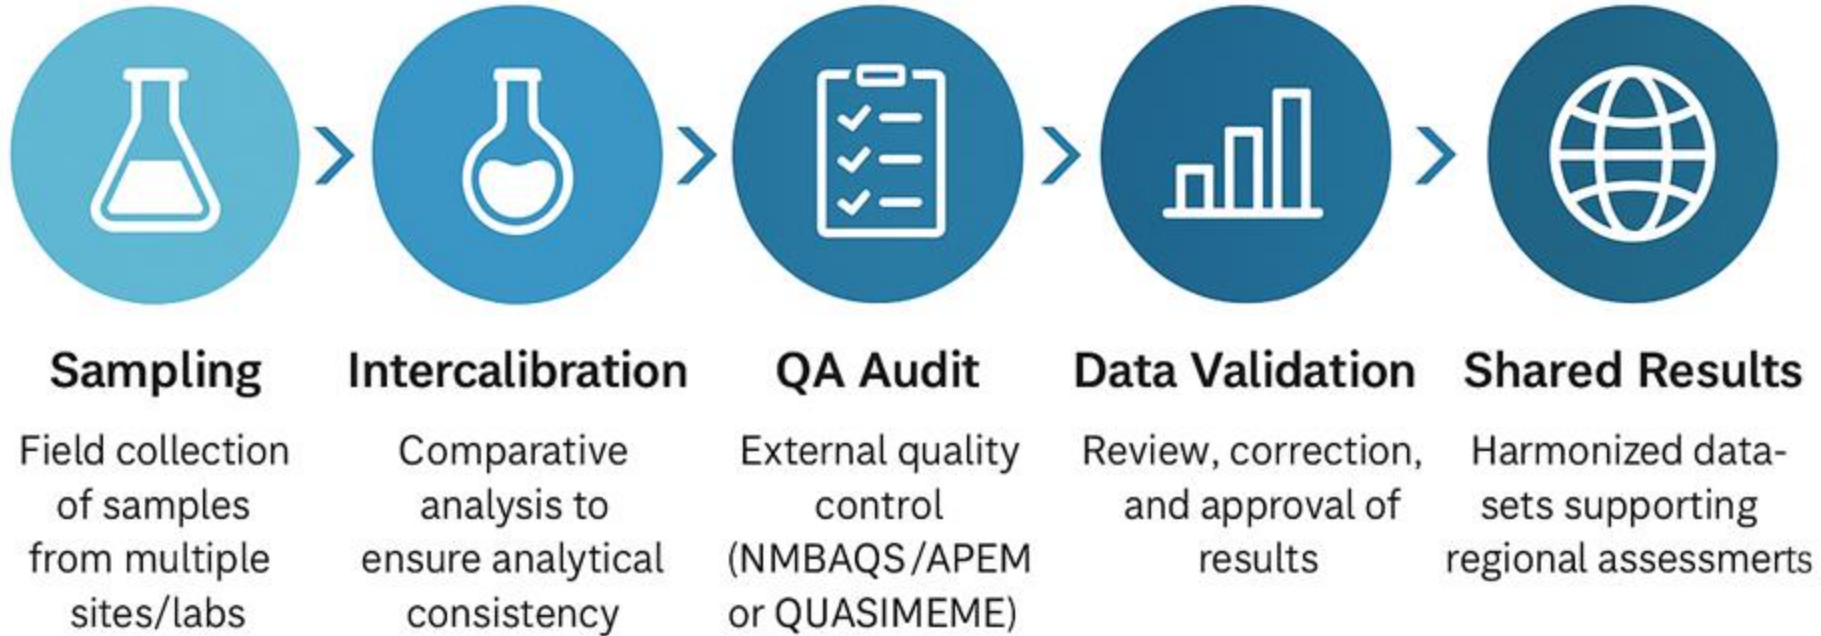 Sampling
Field collection
of samples
from multiple
sites/labs
Intercalibration
Comparative
analysis to
ensure analytical
consistency
QA Audit
External quality
control
(NMBAQS/APEM
or QUASIMEME)
Data Validation
Review, correction,
and approval of
results
Shared Results
Harmonized data-
sets supporting
regional assessmerts